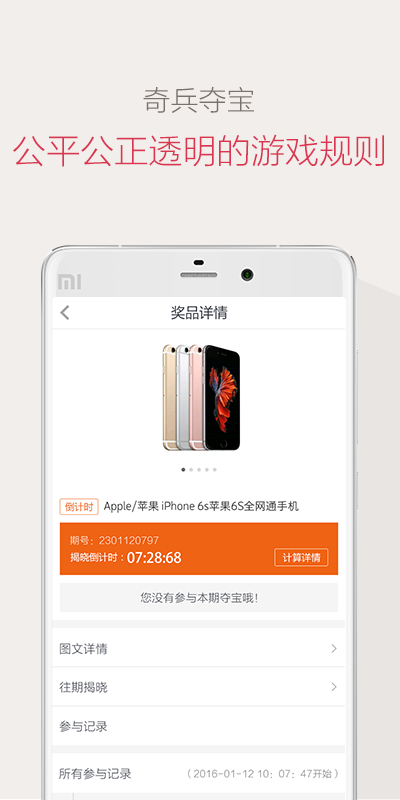 奇兵夺宝
公平公正透明的游戏规则
mi
奖品详情
倒计时 Apple/苹果 iPhone 6s苹果6S全网通手机
期号：2301120797
揭晓倒计时：07:28:68 计算详情
您没有参与本期夺宝哦！
图文详情
往期揭晓
参与记录
所有参与记录 （2016-01-12 10：07：47开始）